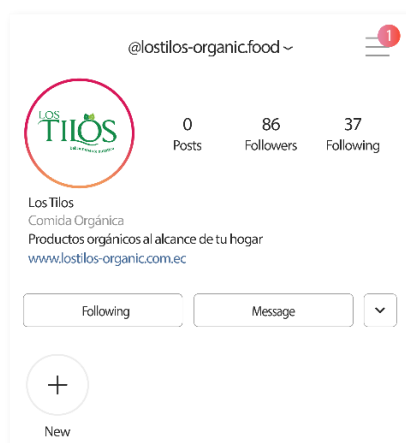 @lostilos-organic.food
1
LOS
TILOS
0
86
37
Posts
Followers
Following
Los Tilos
Comida Orgánica
Productos orgánicos al alcance de tu hogar
www.lostilos-organic.com.ec
Following
Message
New